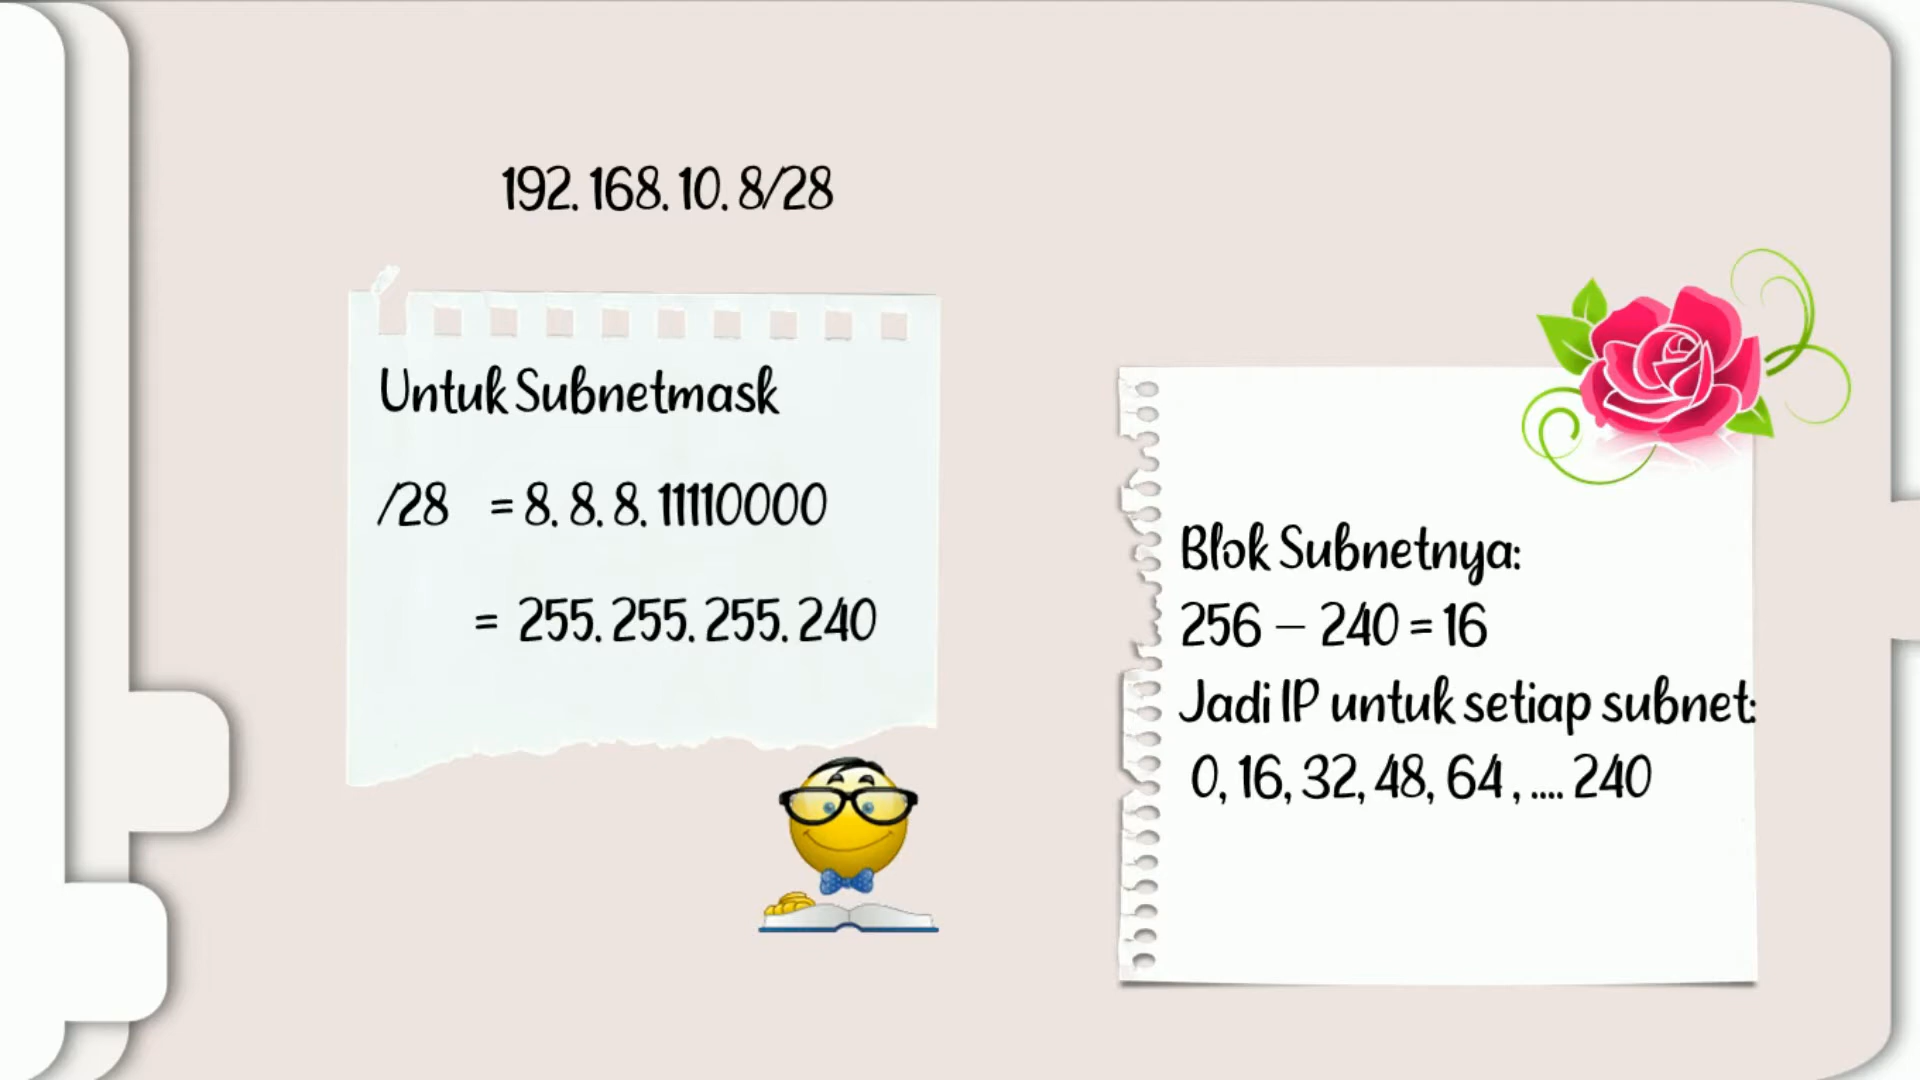 192. 168. 10. 8/28
Untuk Subnetmask
/28 = 8. 8. 8. 11110000
= 255. 255. 255. 240
Blok Subnetnya:
256 – 240 = 16
Jadi IP untuk setiap subnet:
0, 16, 32, 48, 64 , .... 240